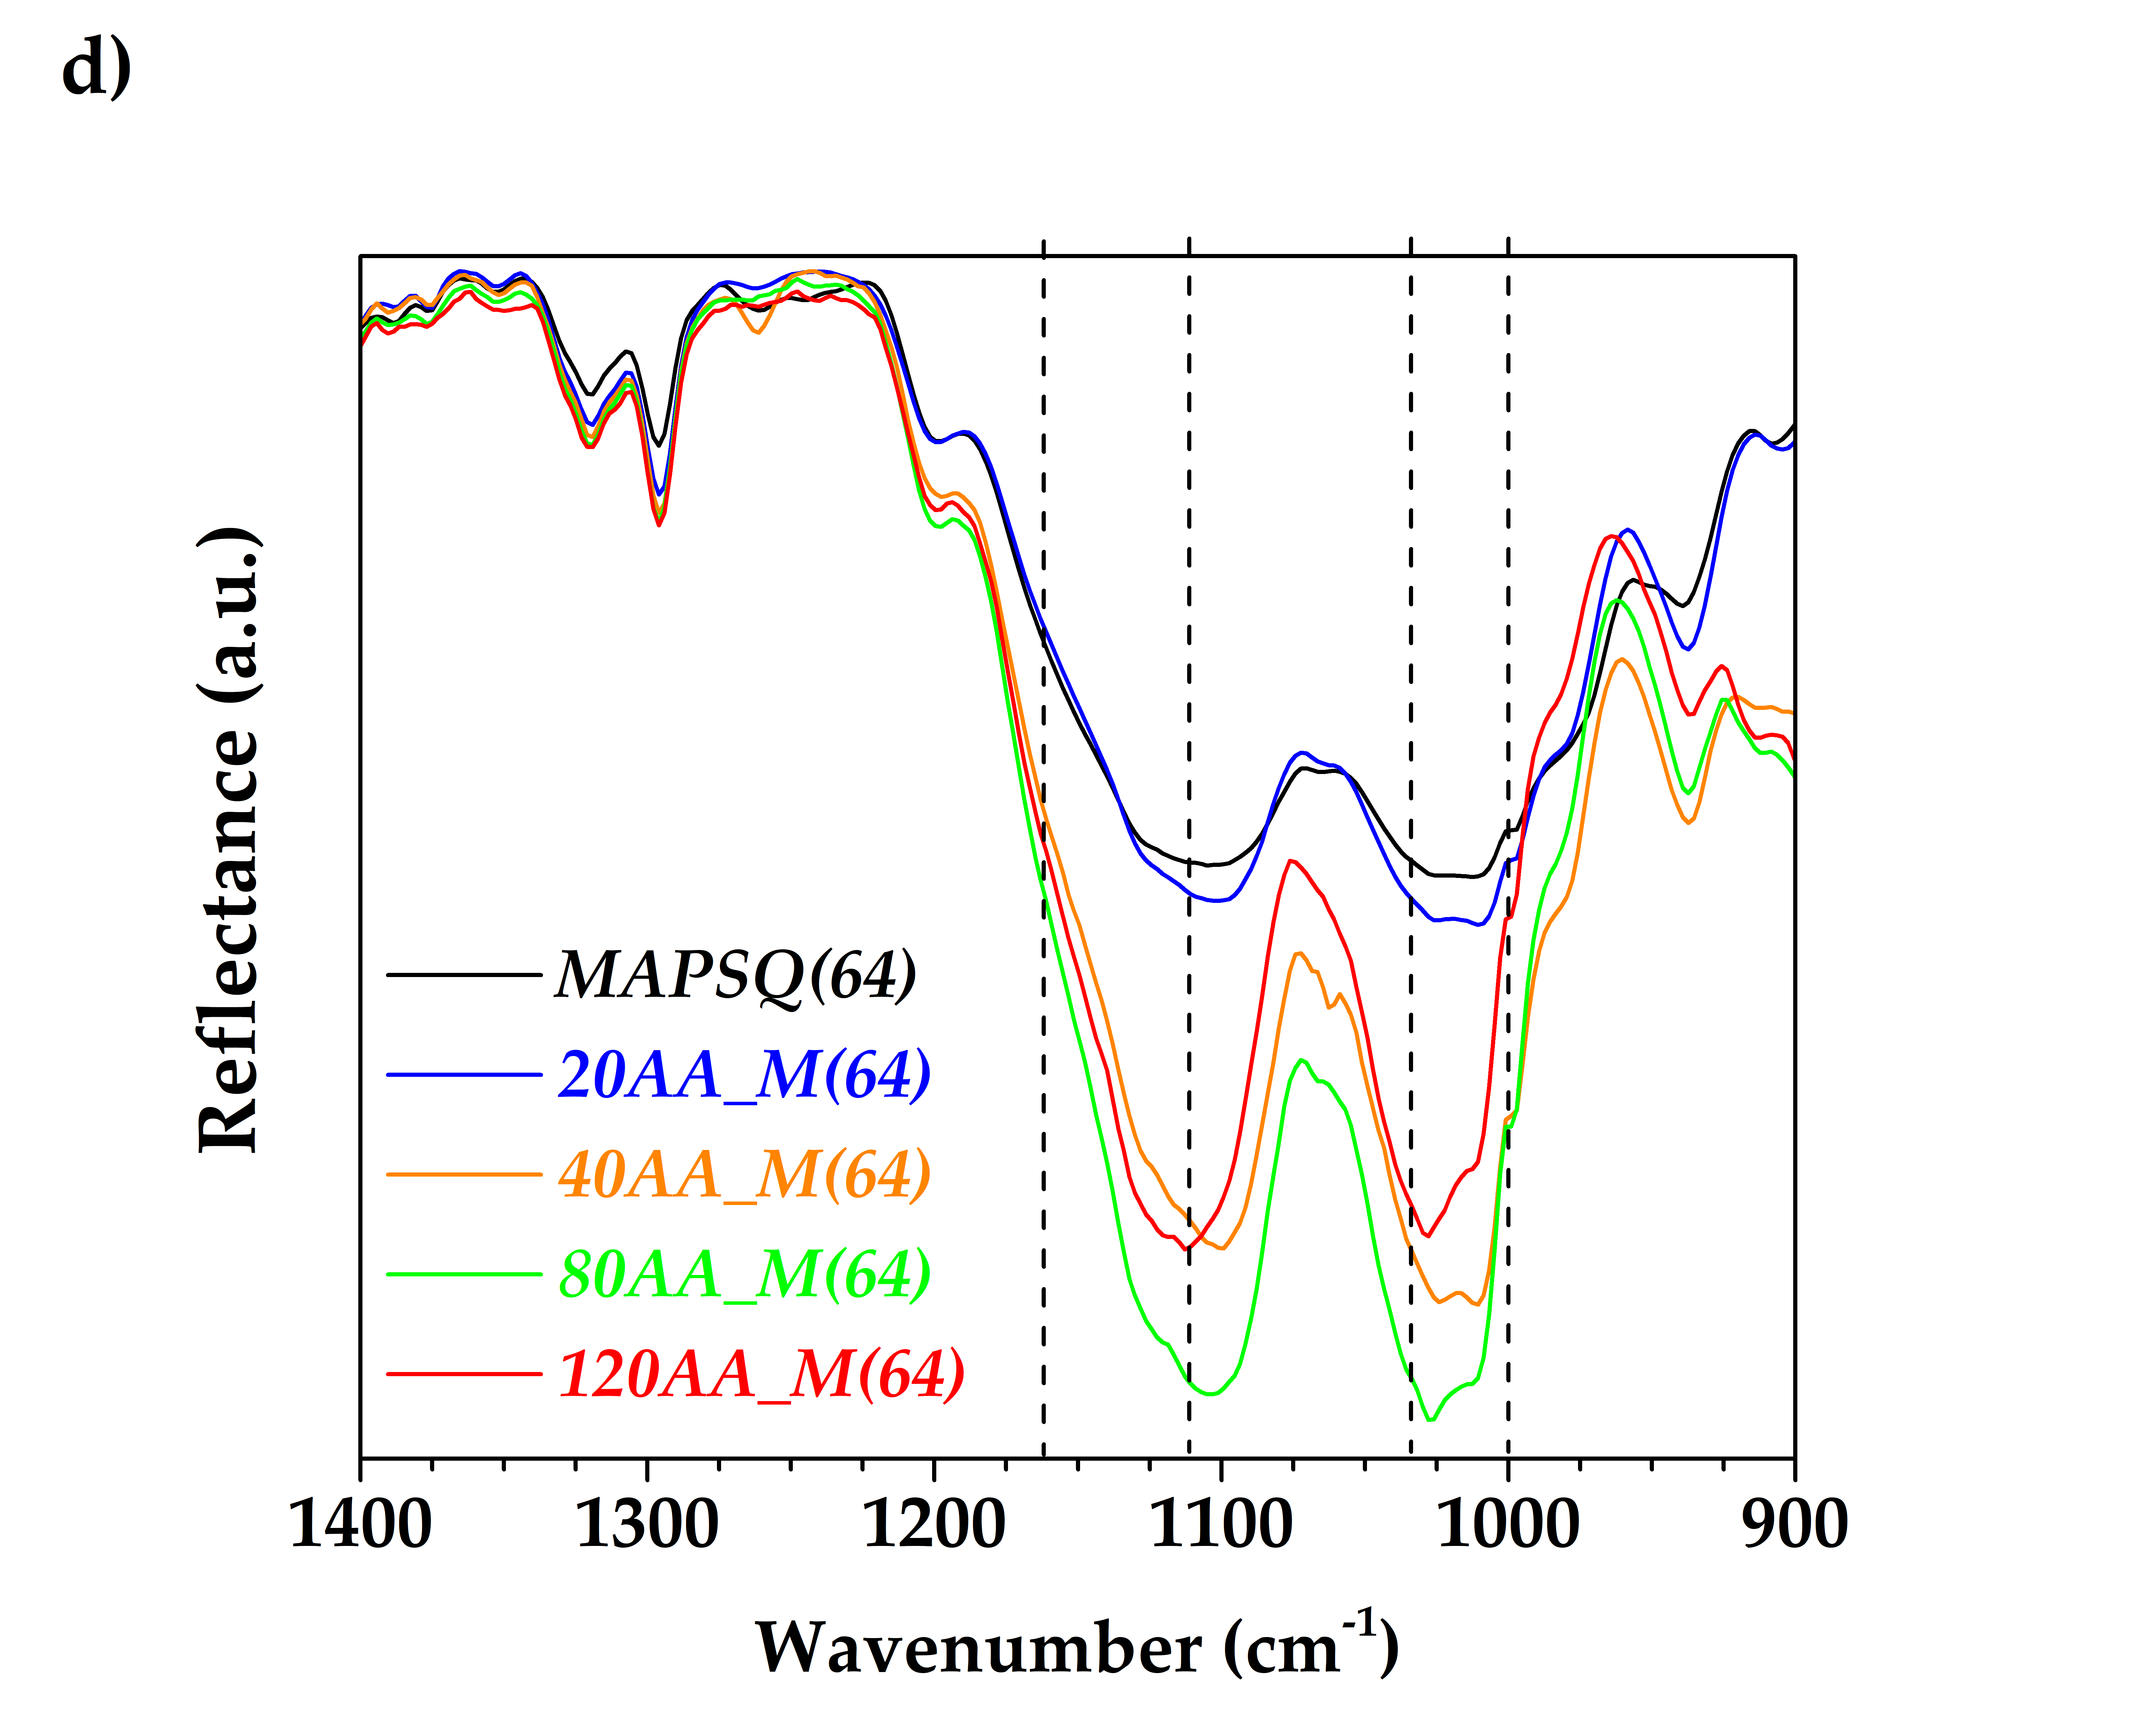 d)
Reflectance (a.u.)
MAPSQ(64)
20AA_M(64)
40AA_M(64)
80AA_M(64)
120AA_M(64)
1400 1300 1200 1100 1000 900
Wavenumber (cm⁻¹)